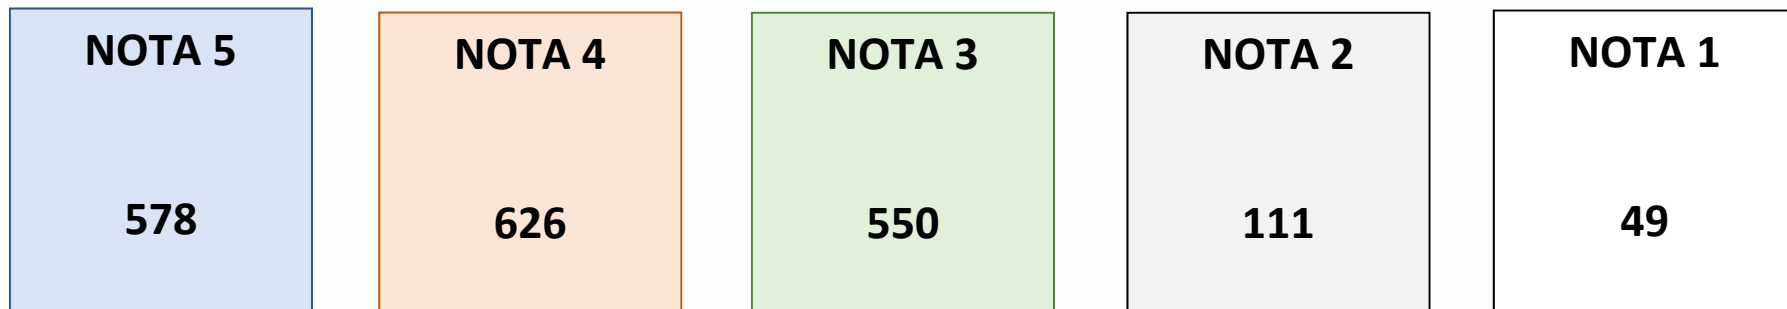 NOTA 5
578
NOTA 4
626
NOTA 3
550
NOTA 2
111
NOTA 1
49